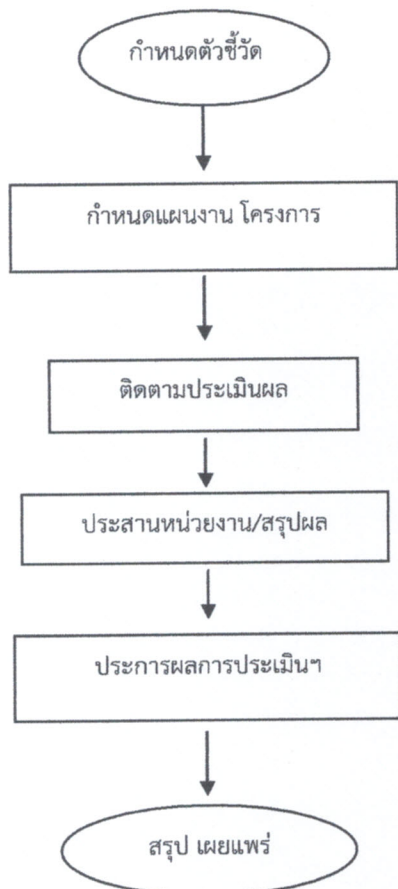 กำหนดตัวชี้วัด
กำหนดแผนงาน โครงการ
ติดตามประเมินผล
ประสานหน่วยงาน/สรุปผล
ประการผลการประเมินฯ
สรุป เผยแพร่